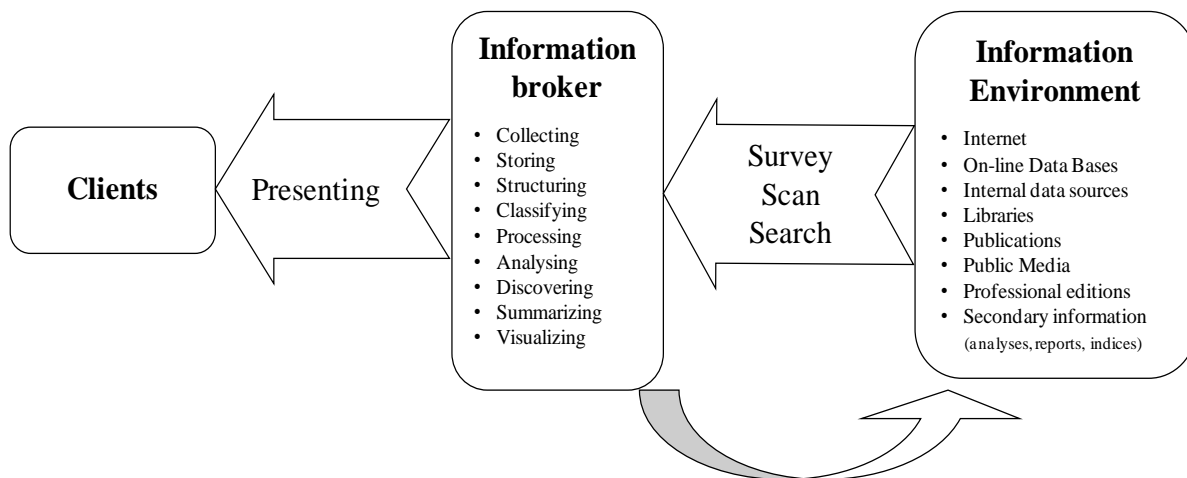 Clients
Presenting
Information
broker
• Collecting
• Storing
• Structuring
• Classifying
• Processing
• Analysing
• Discovering
• Summarizing
• Visualizing
Survey
Scan
Search
Information
Environment
• Internet
• On-line Data Bases
• Internal data sources
• Libraries
• Publications
• Public Media
• Professional editions
• Secondary information
(analyses, reports, indices)